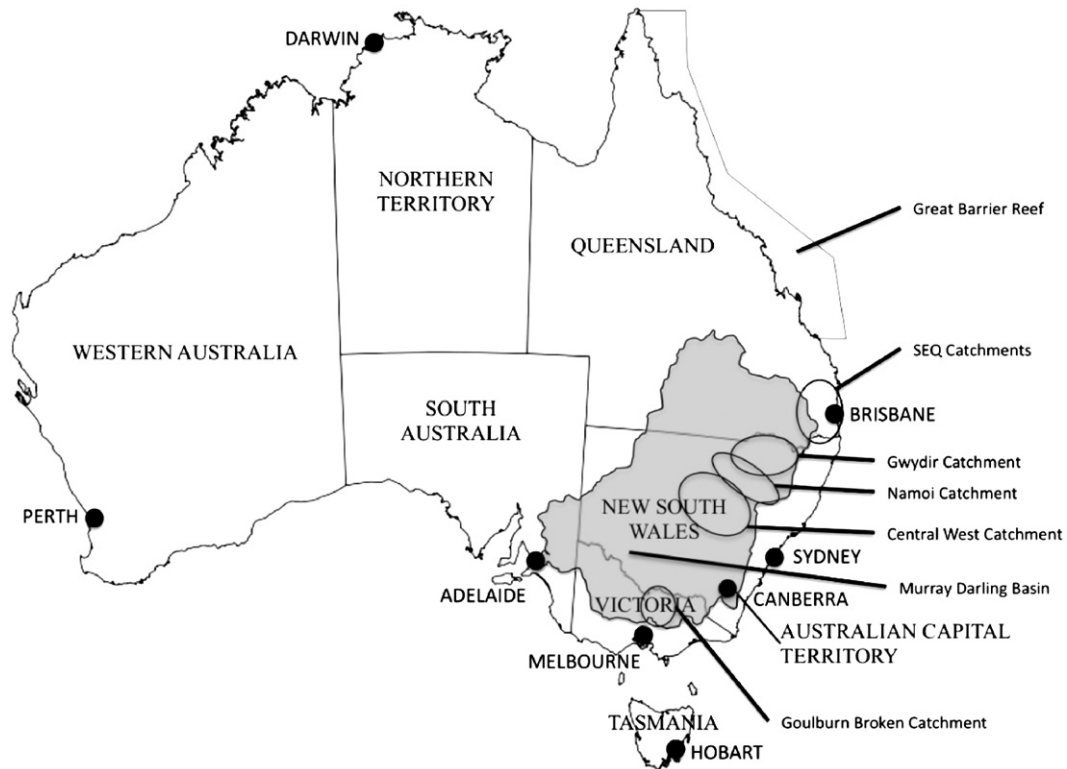 DARWIN
NORTHERN
TERRITORY
Great Barrier Reef
QUEENSLAND
WESTERN AUSTRALIA
SEQ Catchments
SOUTH
AUSTRALIA
BRISBANE
Gwydir Catchment
Namoi Catchment
PERTH
NEW SOUTH
WALES
Central West Catchment
SYDNEY
Murray Darling Basin
ADELAIDE
VICTORIA
CANBERRA
AUSTRALIAN CAPITAL
TERRITORY
MELBOURNE
TASMANIA
Goulburn Broken Catchment
HOBART